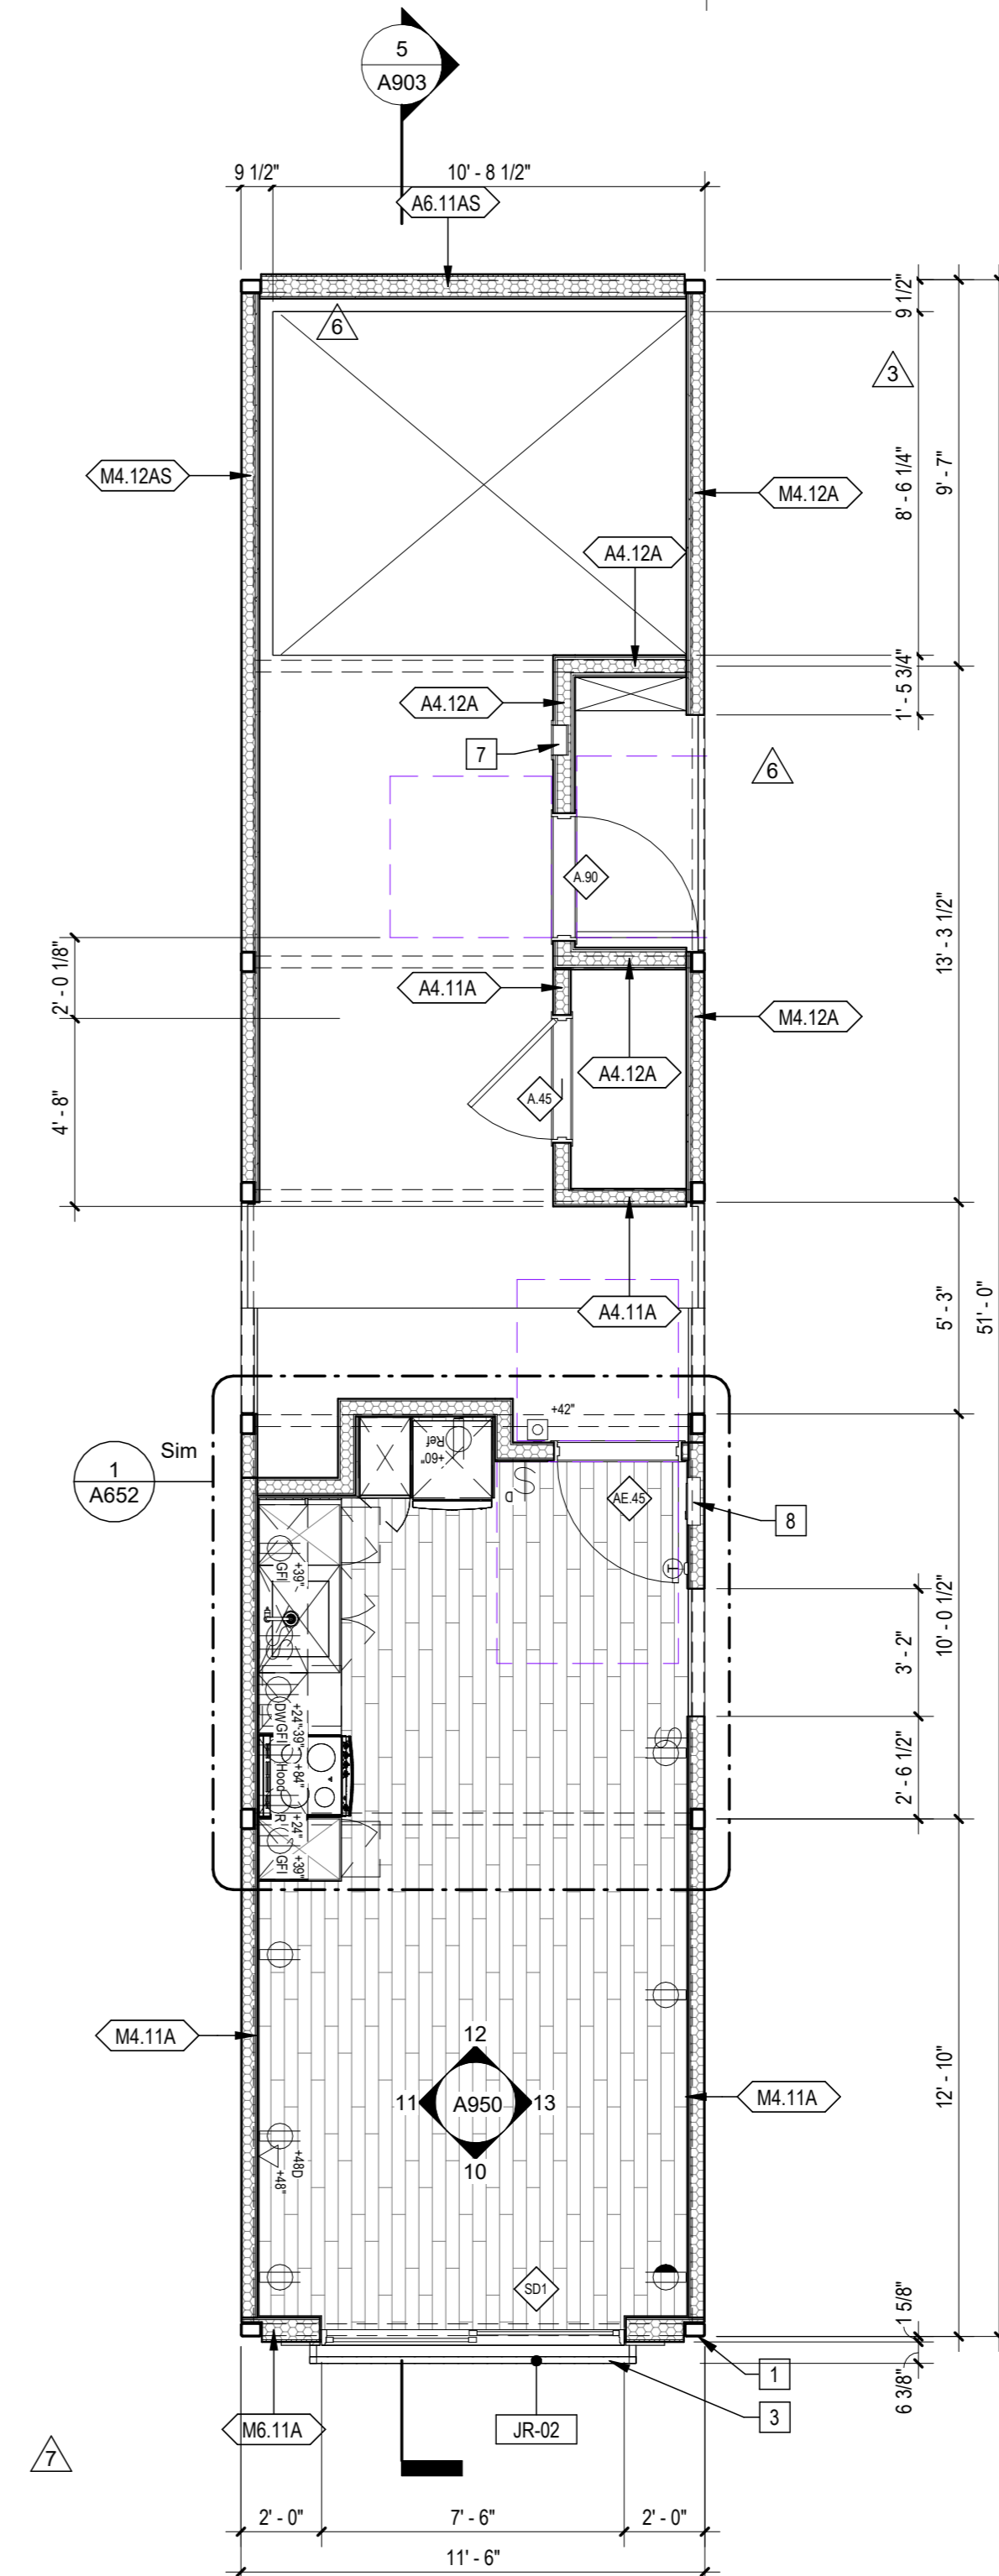 5
A903
9 1/2"
10' - 8 1/2"
A6.11AS
6
9 1/2"
3
M4.12AS
M4.12A
8' - 6 1/4"
9' - 7"
A4.12A
A4.12A
1' - 5 3/4"
7
6
A.90
13' - 3 1/2"
2' - 0 1/8"
A4.11A
M4.12A
A4.12A
A.45
4' - 8"
A4.11A
5' - 3"
51' - 0"
+42"
1
A652
Sim
Ref
+60"
S
D
AE.45
8
T
GFI
+39"
3' - 2"
10' - 0 1/2"
DWGFI
+24"39"
Hood
+84"
2' - 6 1/2"
R
+24"
GFI
+39"
M4.11A
12
11
A950
13
10
M4.11A
12' - 10"
+48D
+48"
SD1
1 5/8"
1
6 3/8"
3
M6.11A
JR-02
7
2' - 0"
7' - 6"
2' - 0"
11' - 6"